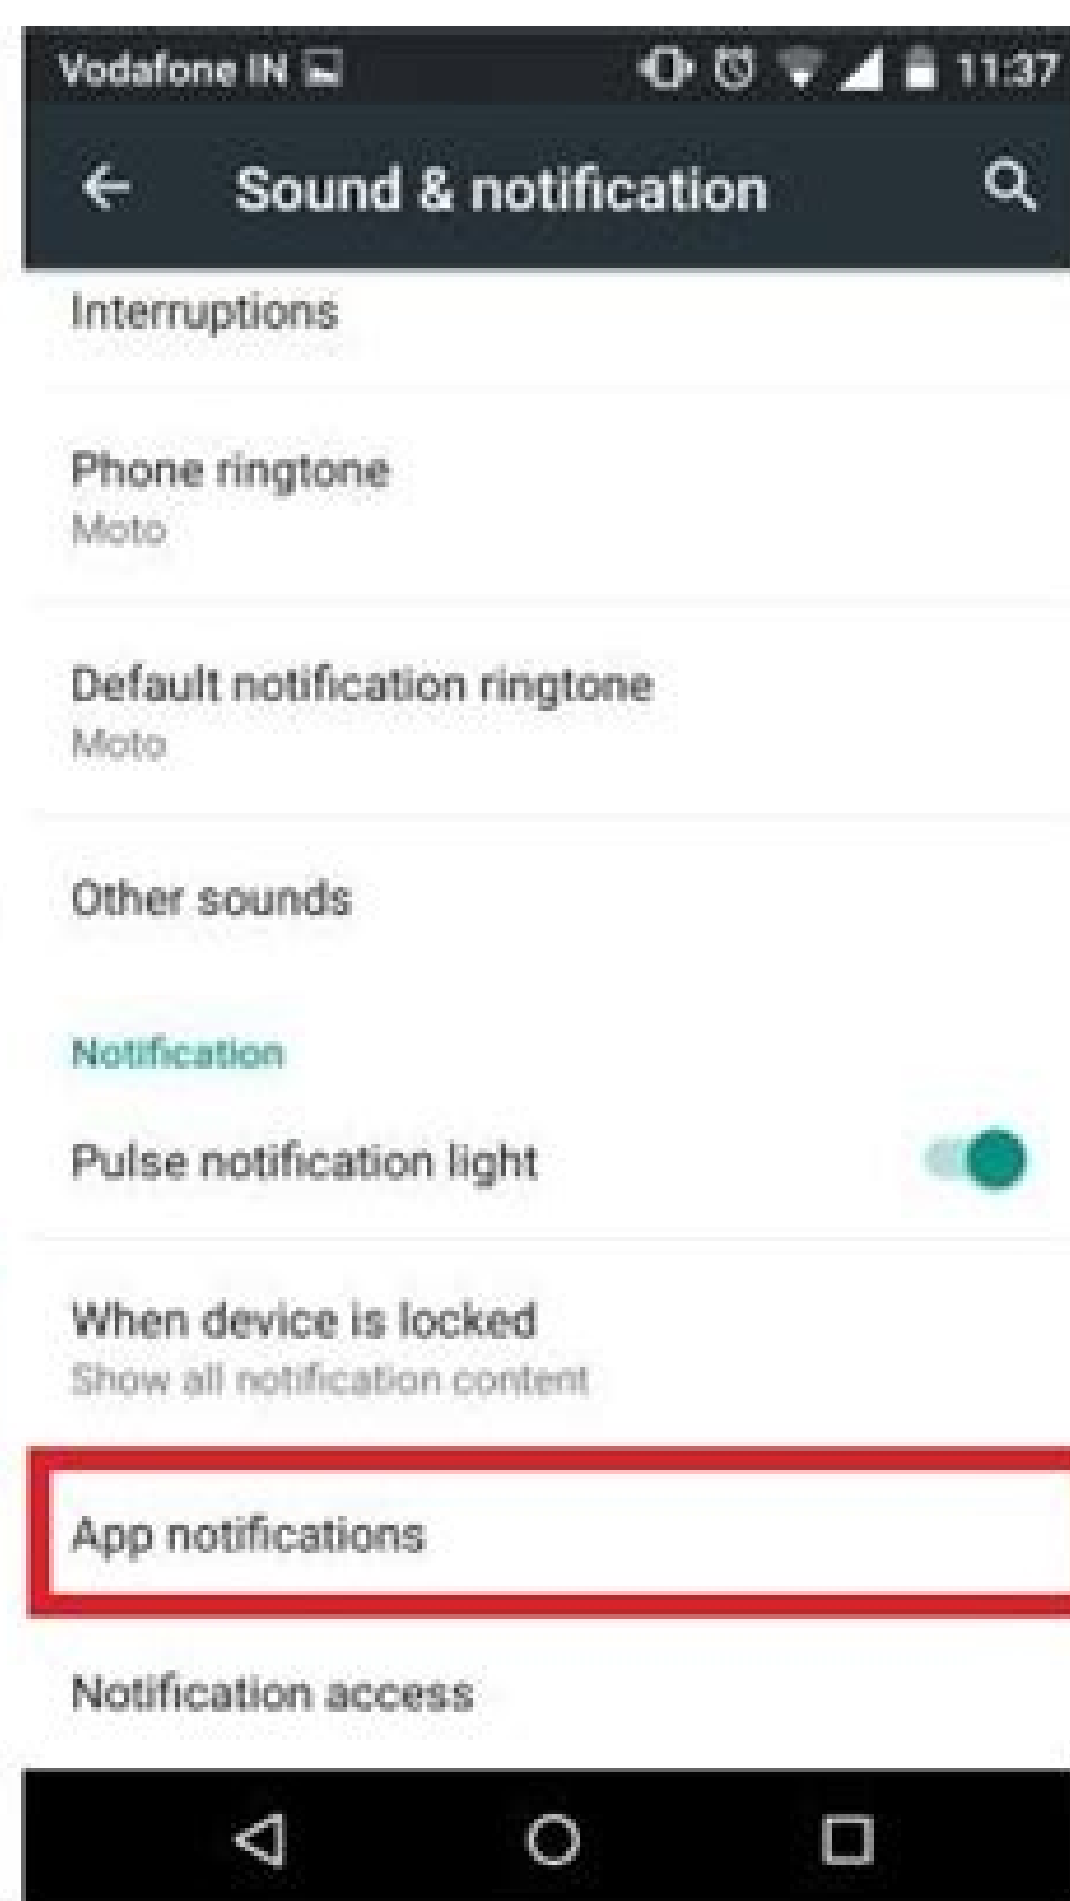 Vodafone IN 11:37
Sound & notification
Interruptions
Phone ringtone
Moto
Default notification ringtone
Moto
Other sounds
Notification
Pulse notification light
When device is locked
Show all notification content
App notifications
Notification access